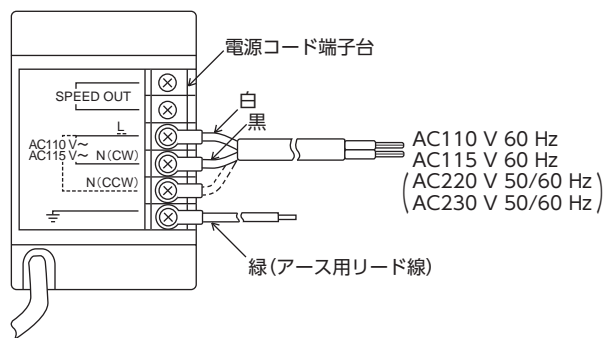 電源コード端子台
SPEED OUT
白
黒
L
AC110 V～
AC115 V～ N(CW)
N(CCW)
AC110 V 60 Hz
AC115 V 60 Hz
(AC220 V 50/60 Hz
AC230 V 50/60 Hz)
緑(アース用リード線)